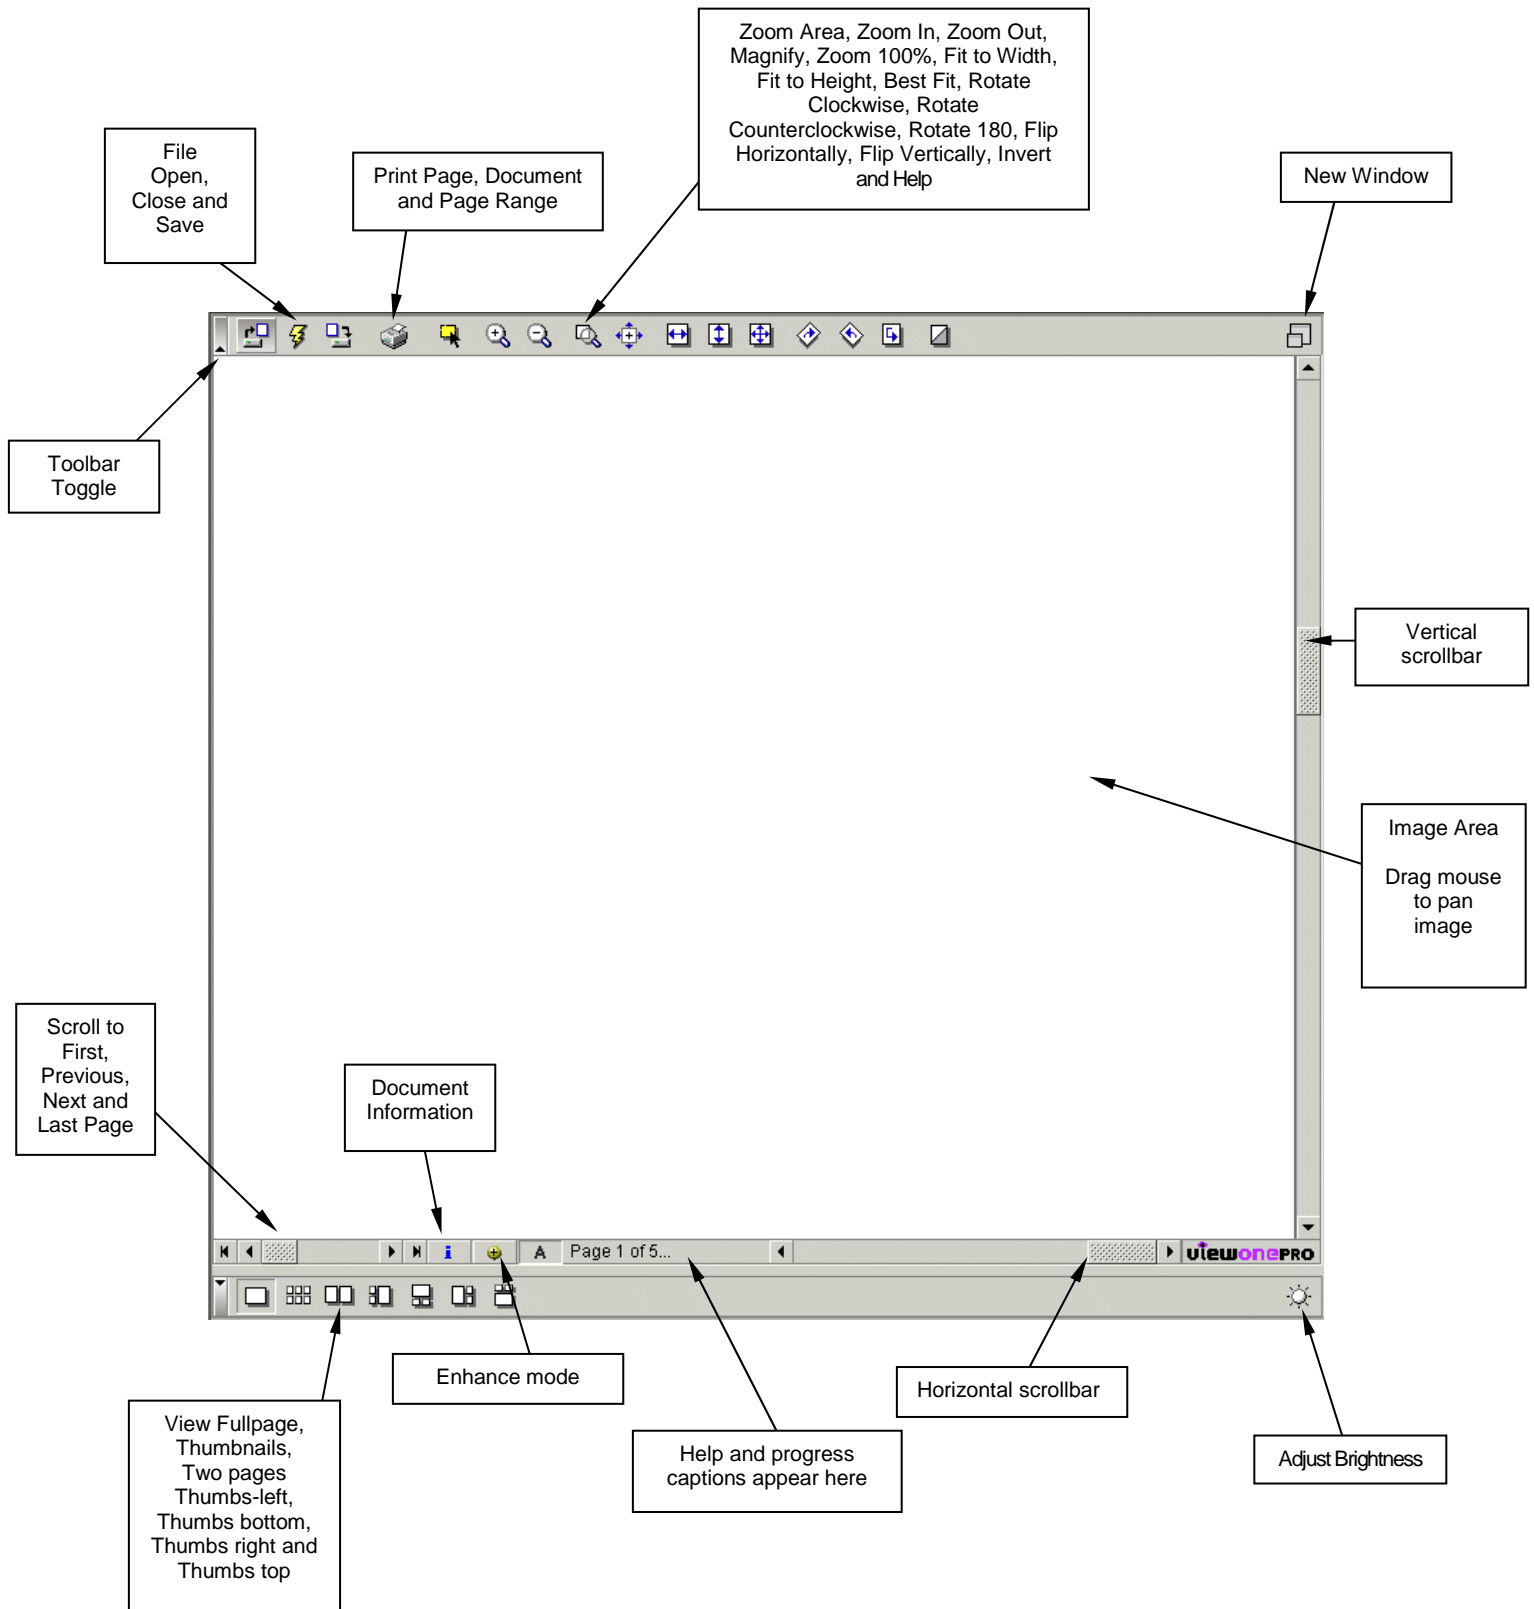 Zoom Area, Zoom In, Zoom Out,
Magnify, Zoom 100%, Fit to Width,
Fit to Height, Best Fit, Rotate
Clockwise, Rotate
Counterclockwise, Rotate 180, Flip
Horizontally, Flip Vertically, Invert
and Help
File
Open,
Close and
Save
Print Page, Document
and Page Range
New Window
Toolbar
Toggle
Vertical
scrollbar
Image Area
Drag mouse
to pan
image
Scroll to
First,
Previous,
Next and
Last Page
Document
Information
i
A
Page 1 of 5...
viewonePRO
Enhance mode
Horizontal scrollbar
View Fullpage,
Thumbnails,
Two pages
Thumbs-left,
Thumbs bottom,
Thumbs right and
Thumbs top
Help and progress
captions appear here
Adjust Brightness